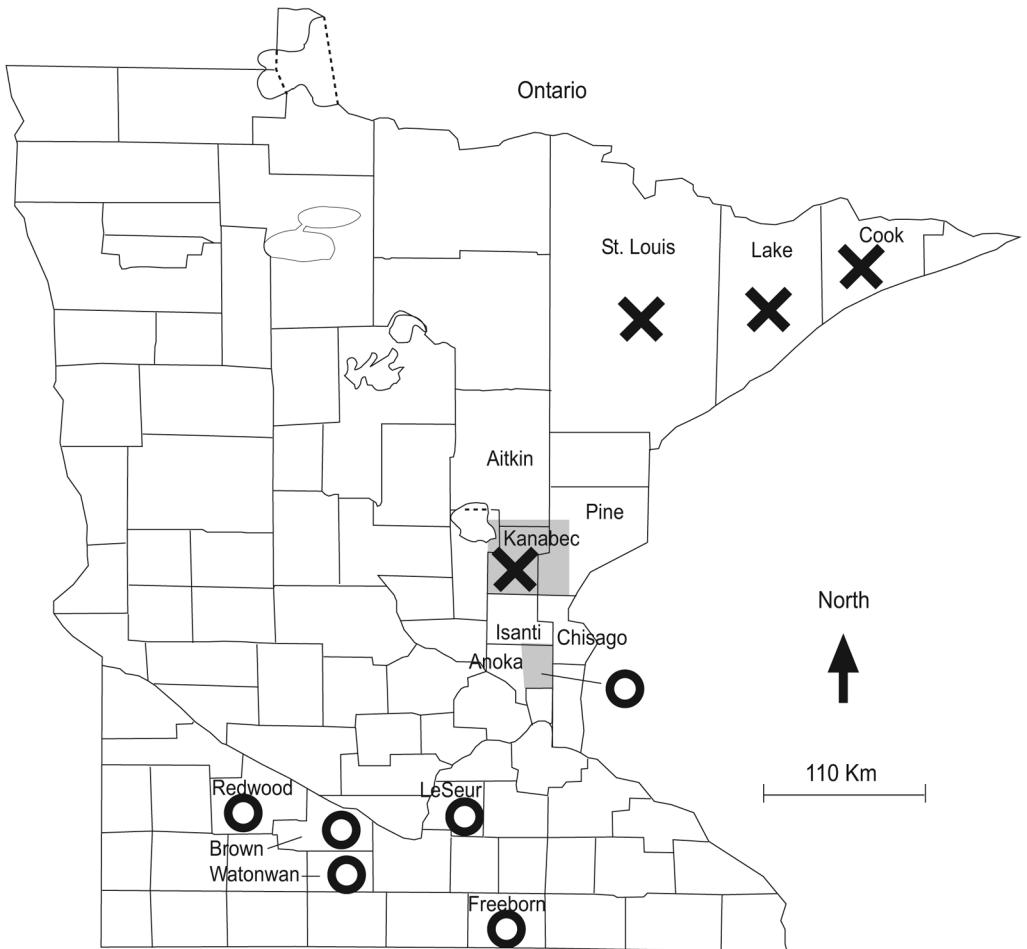 Ontario
St. Louis
Lake
Cook
Aitkin
Pine
Kanabec
North
Isanti
Chisago
Anoka
110 Km
Redwood
LeSeur
Brown
Watonwan
Freeborn